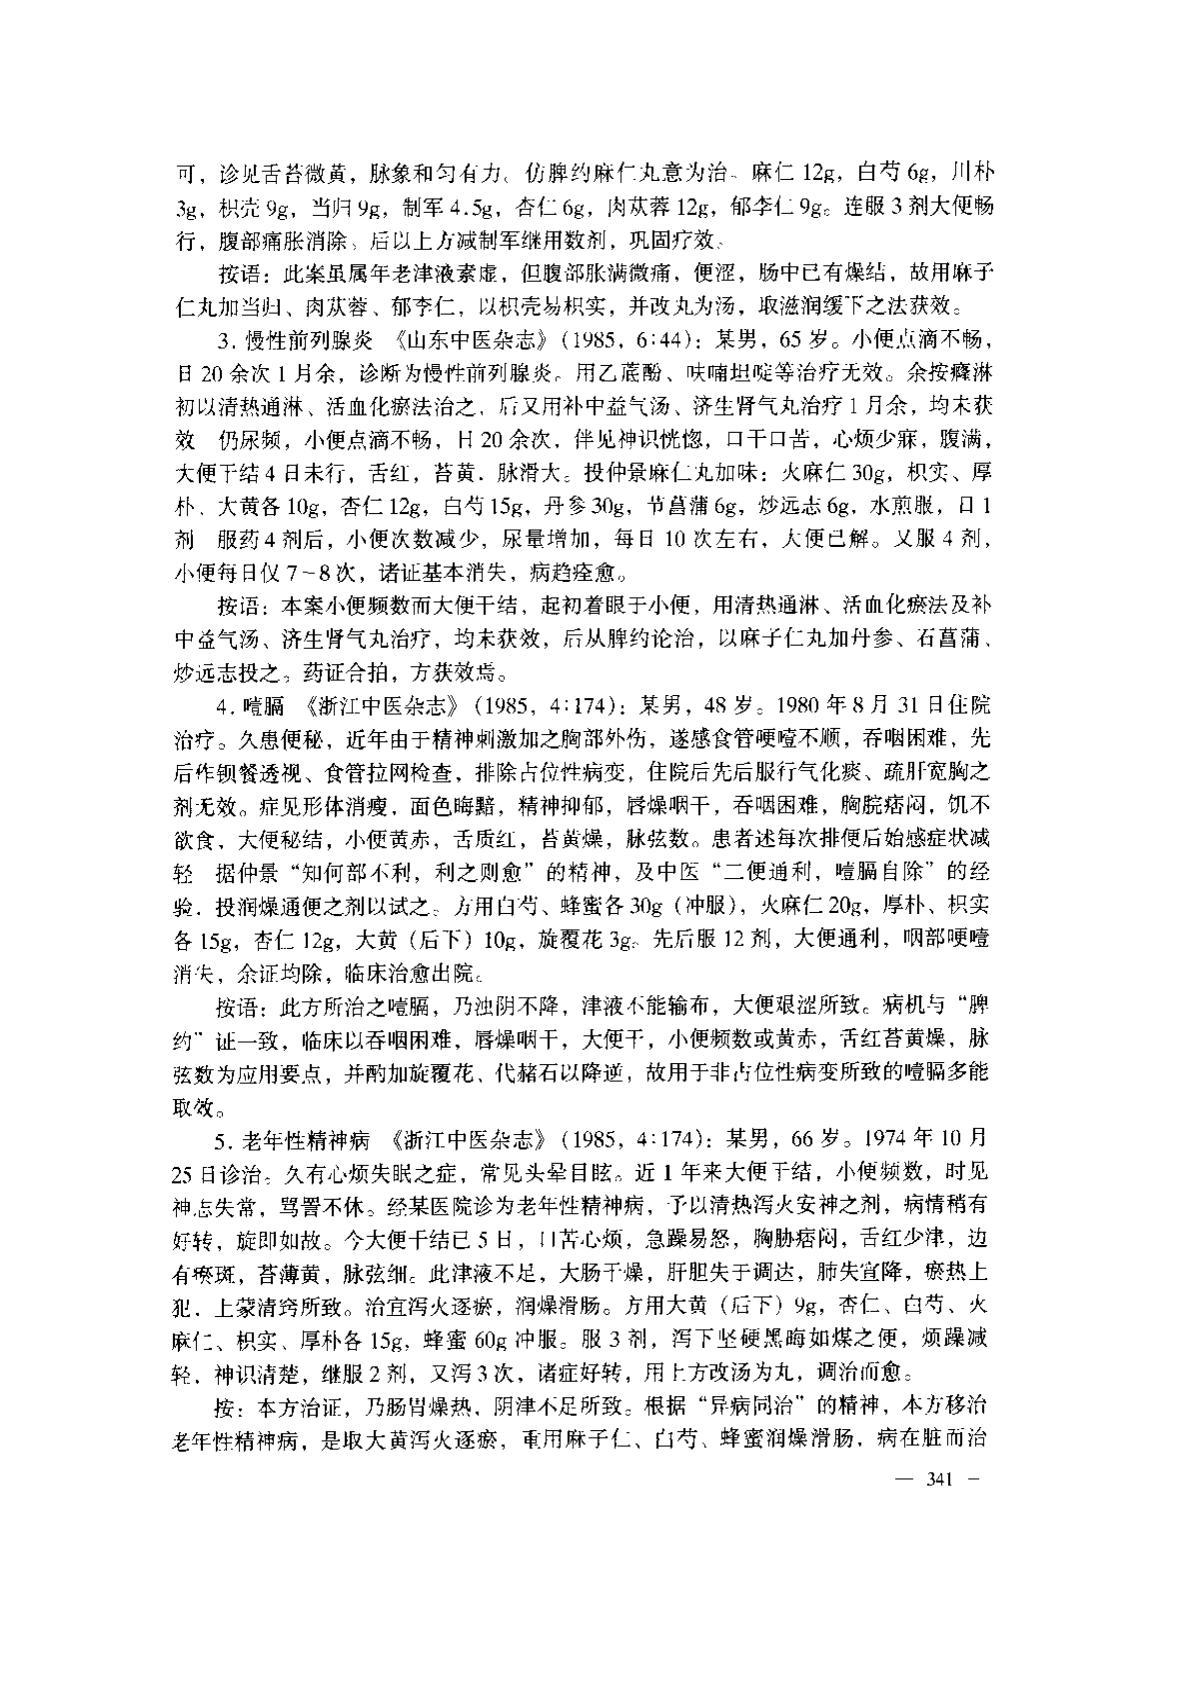 可，诊见舌苔微黄，脉象和匀有力。仿脾约麻仁丸意为治。麻仁 12g，白芍 6g，川朴
3g，枳壳 9g，当归 9g，制军 4.5g，杏仁 6g，肉苁蓉 12g，郁李仁 9g。连服 3 剂大便畅
行，腹部痛胀消除，后以上方减制军继用数剂，巩固疗效。
按语：此案虽属年老津液素虚，但腹部胀满微痛，便涩，肠中已有燥结，故用麻子
仁丸加当归、肉苁蓉、郁李仁，以枳壳易枳实，并改丸为汤，取滋润缓下之法获效。
3. 慢性前列腺炎 《山东中医杂志》（1985，6∶44）：某男，65 岁。小便点滴不畅，
日 20 余次 1 月余，诊断为慢性前列腺炎。用乙蔗酚、呋喃坦啶等治疗无效。余按癃淋
初以清热通淋、活血化瘀法治之，后又用补中益气汤、济生肾气丸治疗 1 月余，均未获
效 仍尿频，小便点滴不畅，日 20 余次，伴见神识恍惚，口干口苦，心烦少寐，腹满，
大便干结 4 日未行，舌红，苔黄．脉滑大。投仲景麻仁丸加味：火麻仁 30g，枳实、厚
朴、大黄各 10g，杏仁 12g，白芍 15g，丹参 30g，节菖蒲 6g，炒远志 6g，水煎服，日 1
剂 服药 4 剂后，小便次数减少，尿量增加，每日 10 次左右，大便已解。又服 4 剂，
小便每日仅 7～8 次，诸证基本消失，病趋痊愈。
按语：本案小便频数而大便干结，起初着眼于小便，用清热通淋、活血化瘀法及补
中益气汤、济生肾气丸治疗，均未获效，后从脾约论治，以麻子仁丸加丹参、石菖蒲、
炒远志投之。药证合拍，方获效焉。
4. 噎膈 《浙江中医杂志》（1985，4∶174）：某男，48 岁。1980 年 8 月 31 日住院
治疗。久患便秘，近年由于精神刺激加之胸部外伤，遂感食管哽噎不顺，吞咽困难，先
后作钡餐透视、食管拉网检查，排除占位性病变，住院后先后服行气化痰、疏肝宽胸之
剂无效。症见形体消瘦，面色晦黯，精神抑郁，唇燥咽干，吞咽困难，胸脘痞闷，饥不
欲食，大便秘结，小便黄赤，舌质红，苔黄燥，脉弦数。患者述每次排便后始感症状减
轻 据仲景“知何部不利，利之则愈”的精神，及中医“二便通利，噎膈自除”的经
验．投润燥通便之剂以试之。方用白芍、蜂蜜各 30g（冲服），火麻仁 20g，厚朴、枳实
各 15g，杏仁 12g，大黄（后下）10g，旋覆花 3g。先后服 12 剂，大便通利，咽部哽噎
消失，余证均除，临床治愈出院。
按语：此方所治之噎膈，乃浊阴不降，津液不能输布，大便艰涩所致。病机与“脾
约”证一致，临床以吞咽困难，唇燥咽干，大便干，小便频数或黄赤，舌红苔黄燥，脉
弦数为应用要点，并酌加旋覆花、代赭石以降逆，故用于非占位性病变所致的噎膈多能
取效。
5. 老年性精神病 《浙江中医杂志》（1985，4∶174）：某男，66 岁。1974 年 10 月
25 日诊治。久有心烦失眠之症，常见头晕目眩。近 1 年来大便干结，小便频数，时见
神志失常，骂詈不休。经某医院诊为老年性精神病，予以清热泻火安神之剂，病情稍有
好转，旋即如故。今大便干结已 5 日，口苦心烦，急躁易怒，胸胁痞闷，舌红少津，边
有瘀斑，苔薄黄，脉弦细。此津液不足，大肠干燥，肝胆失于调达，肺失宣降，瘀热上
犯．上蒙清窍所致。治宜泻火逐瘀，润燥滑肠。方用大黄（后下）9g，杏仁、白芍、火
麻仁、枳实、厚朴各 15g，蜂蜜 60g 冲服。服 3 剂，泻下坚硬黑晦如煤之便，烦躁减
轻．神识清楚，继服 2 剂，又泻 3 次，诸症好转，用上方改汤为丸，调治而愈。
按：本方治证，乃肠胃燥热，阴津不足所致。根据“异病同治”的精神，本方移治
老年性精神病，是取大黄泻火逐瘀，重用麻子仁、白芍、蜂蜜润燥滑肠，病在脏而治
— 341 —